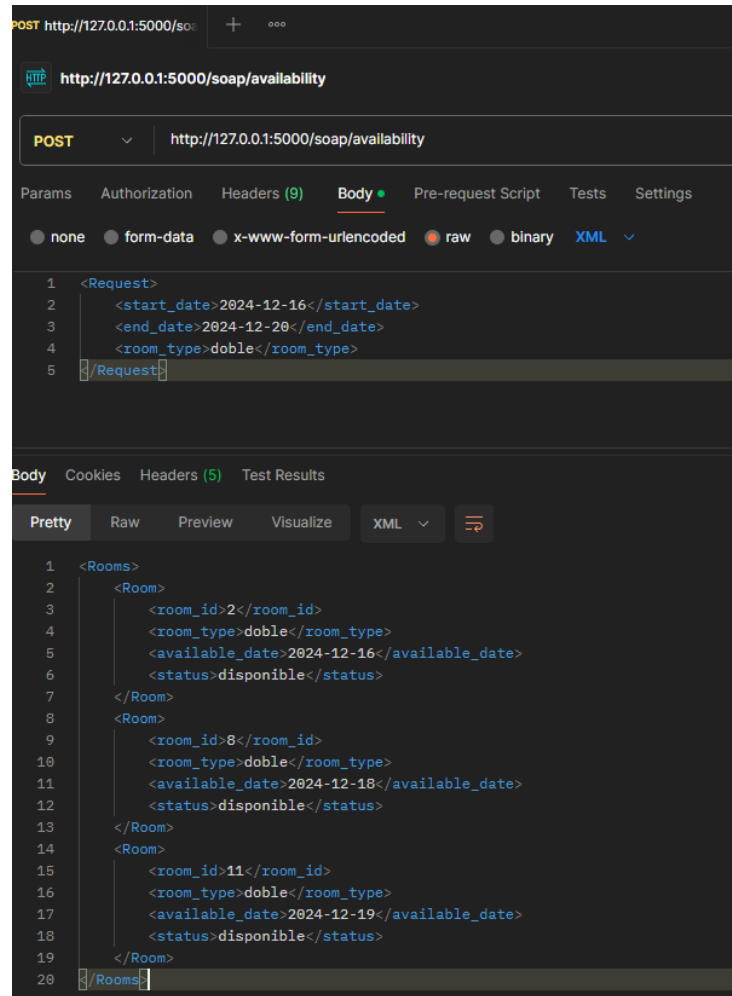 POST http://127.0.0.1:5000/soa
http://127.0.0.1:5000/soap/availability
POST http://127.0.0.1:5000/soap/availability
Params Authorization Headers (9) Body Pre-request Script Tests Settings
none form-data x-www-form-urlencoded raw binary XML
1 <Request>
2 <start_date>2024-12-16</start_date>
3 <end_date>2024-12-20</end_date>
4 <room_type>doble</room_type>
5 </Request>
Body Cookies Headers (5) Test Results
Pretty Raw Preview Visualize XML
1 <Rooms>
2 <Room>
3 <room_id>2</room_id>
4 <room_type>doble</room_type>
5 <available_date>2024-12-16</available_date>
6 <status>disponible</status>
7 </Room>
8 <Room>
9 <room_id>8</room_id>
10 <room_type>doble</room_type>
11 <available_date>2024-12-18</available_date>
12 <status>disponible</status>
13 </Room>
14 <Room>
15 <room_id>11</room_id>
16 <room_type>doble</room_type>
17 <available_date>2024-12-19</available_date>
18 <status>disponible</status>
19 </Room>
20 </Rooms>